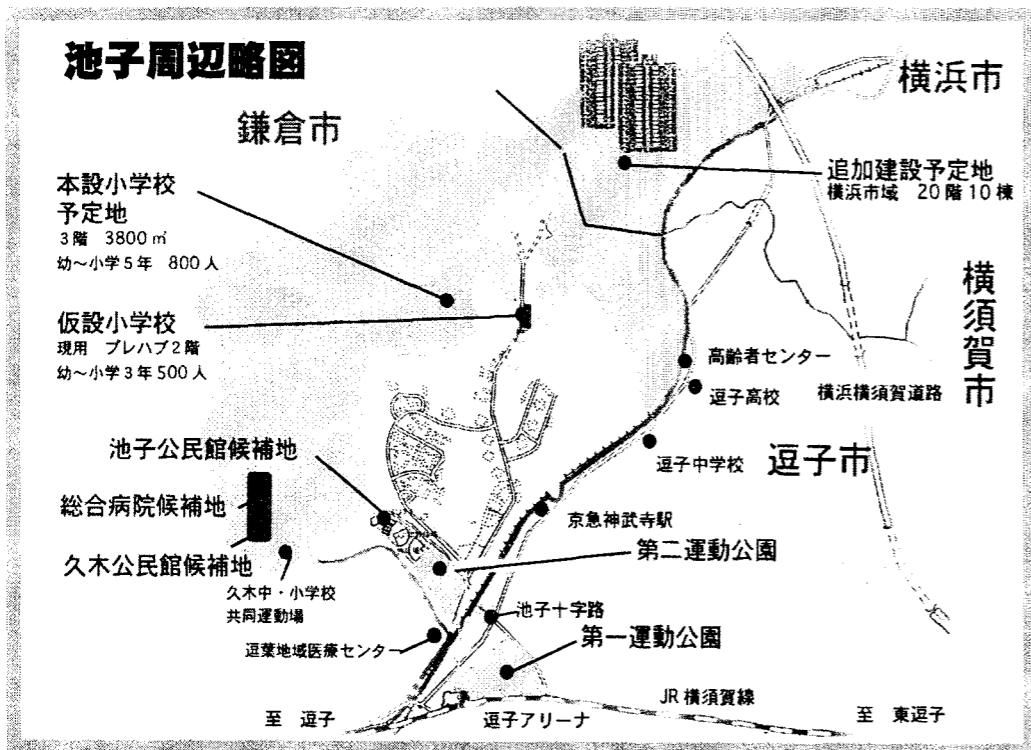 池子周辺略図
鎌倉市
横浜市
追加建設予定地
横浜市域 20階10棟
本設小学校
予定地
3階 3800㎡
幼～小学5年 800人
横須賀市
仮設小学校
現用 プレハブ2階
幼～小学3年500人
高齢者センター
逗子高校
横浜横須賀道路
池子公民館候補地
逗子中学校
逗子市
総合病院候補地
京急神武寺駅
久木公民館候補地
第二運動公園
久木中・小学校
共同運動場
池子十字路
逗葉地域医療センター
第一運動公園
JR横須賀線
至 逗子
逗子アリーナ
至 東逗子